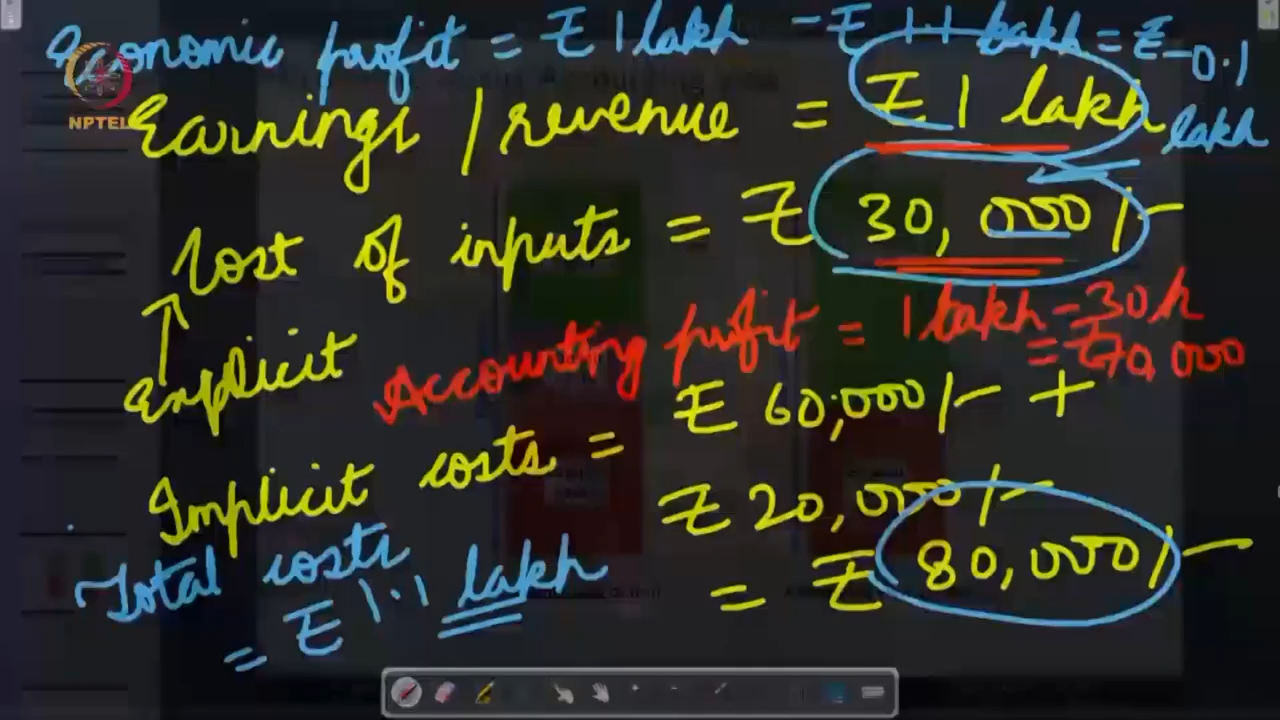 Economic profit = ₹ 1 lakh - ₹ 1.1 lakh = ₹ -0.1 lakh
NPTEL
Earnings / revenue = ₹ 1 lakh
Cost of inputs = ₹ 30,000/-
Explicit
Accounting profit = 1 lakh - 30k
= ₹70,000
Implicit costs = ₹ 60,000/- +
₹ 20,000/-
= ₹ 80,000/-
Total costs
= ₹ 1.1 lakh